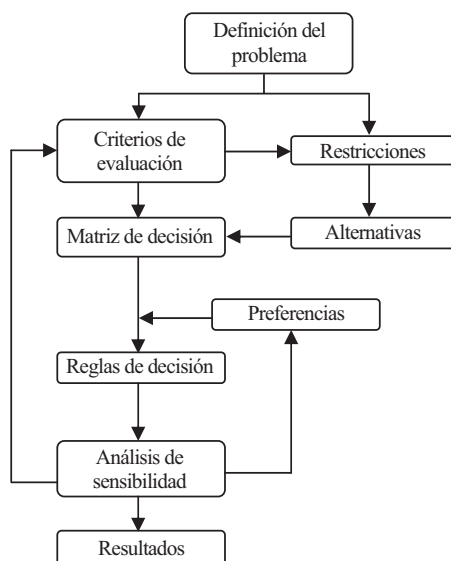 Definición del
problema
Criterios de
evaluación
Restricciones
Matriz de decisión
Alternativas
Preferencias
Reglas de decisión
Análisis de
sensibilidad
Resultados